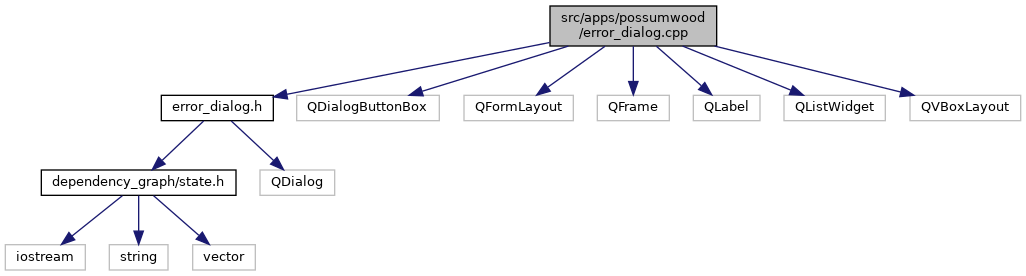 src/apps/possumwood
/error_dialog.cpp
error_dialog.h
QDialogButtonBox
QFormLayout
QFrame
QLabel
QListWidget
QVBoxLayout
dependency_graph/state.h
QDialog
iostream
string
vector